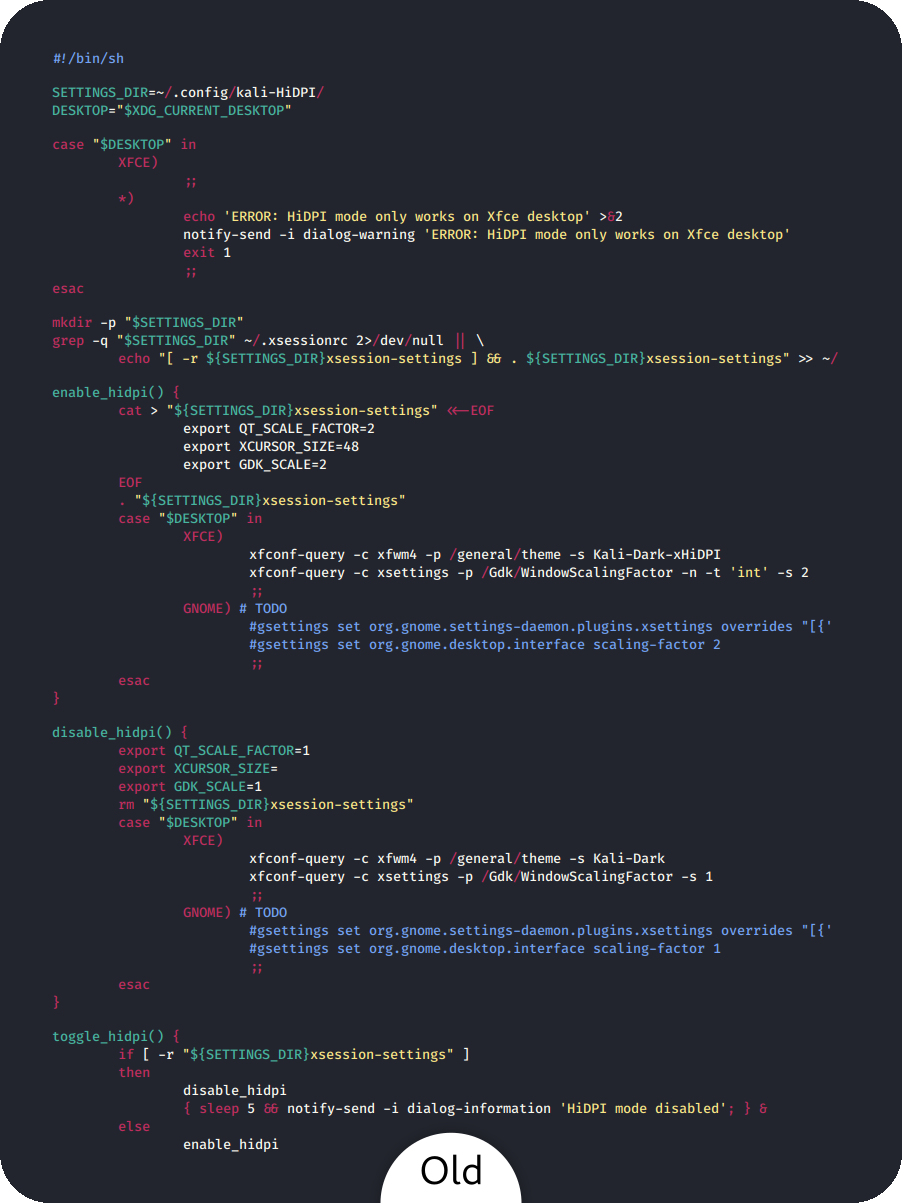 #!/bin/sh
SETTINGS_DIR=~/.config/kali-HiDPI/
DESKTOP="$XDG_CURRENT_DESKTOP"
case "$DESKTOP" in
XFCE)
;;
*)
echo 'ERROR: HiDPI mode only works on Xfce desktop' >&2
notify-send -i dialog-warning 'ERROR: HiDPI mode only works on Xfce desktop'
exit 1
;;
esac
mkdir -p "$SETTINGS_DIR"
grep -q "$SETTINGS_DIR" ~/.xsessionrc 2>/dev/null || \
echo "[ -r ${SETTINGS_DIR}xsession-settings ] && . ${SETTINGS_DIR}xsession-settings" >> ~/
enable_hidpi() {
cat > "${SETTINGS_DIR}xsession-settings" <<-EOF
export QT_SCALE_FACTOR=2
export XCURSOR_SIZE=48
export GDK_SCALE=2
EOF
. "${SETTINGS_DIR}xsession-settings"
case "$DESKTOP" in
XFCE)
xfconf-query -c xfwm4 -p /general/theme -s Kali-Dark-xHiDPI
xfconf-query -c xsettings -p /Gdk/WindowScalingFactor -n -t 'int' -s 2
;;
GNOME) # TODO
#gsettings set org.gnome.settings-daemon.plugins.xsettings overrides "[{'
#gsettings set org.gnome.desktop.interface scaling-factor 2
;;
esac
}
disable_hidpi() {
export QT_SCALE_FACTOR=1
export XCURSOR_SIZE=
export GDK_SCALE=1
rm "${SETTINGS_DIR}xsession-settings"
case "$DESKTOP" in
XFCE)
xfconf-query -c xfwm4 -p /general/theme -s Kali-Dark
xfconf-query -c xsettings -p /Gdk/WindowScalingFactor -s 1
;;
GNOME) # TODO
#gsettings set org.gnome.settings-daemon.plugins.xsettings overrides "[{'
#gsettings set org.gnome.desktop.interface scaling-factor 1
;;
esac
}
toggle_hidpi() {
if [ -r "${SETTINGS_DIR}xsession-settings" ]
then
disable_hidpi
{ sleep 5 && notify-send -i dialog-information 'HiDPI mode disabled'; } &
else
enable_hidpi
Old